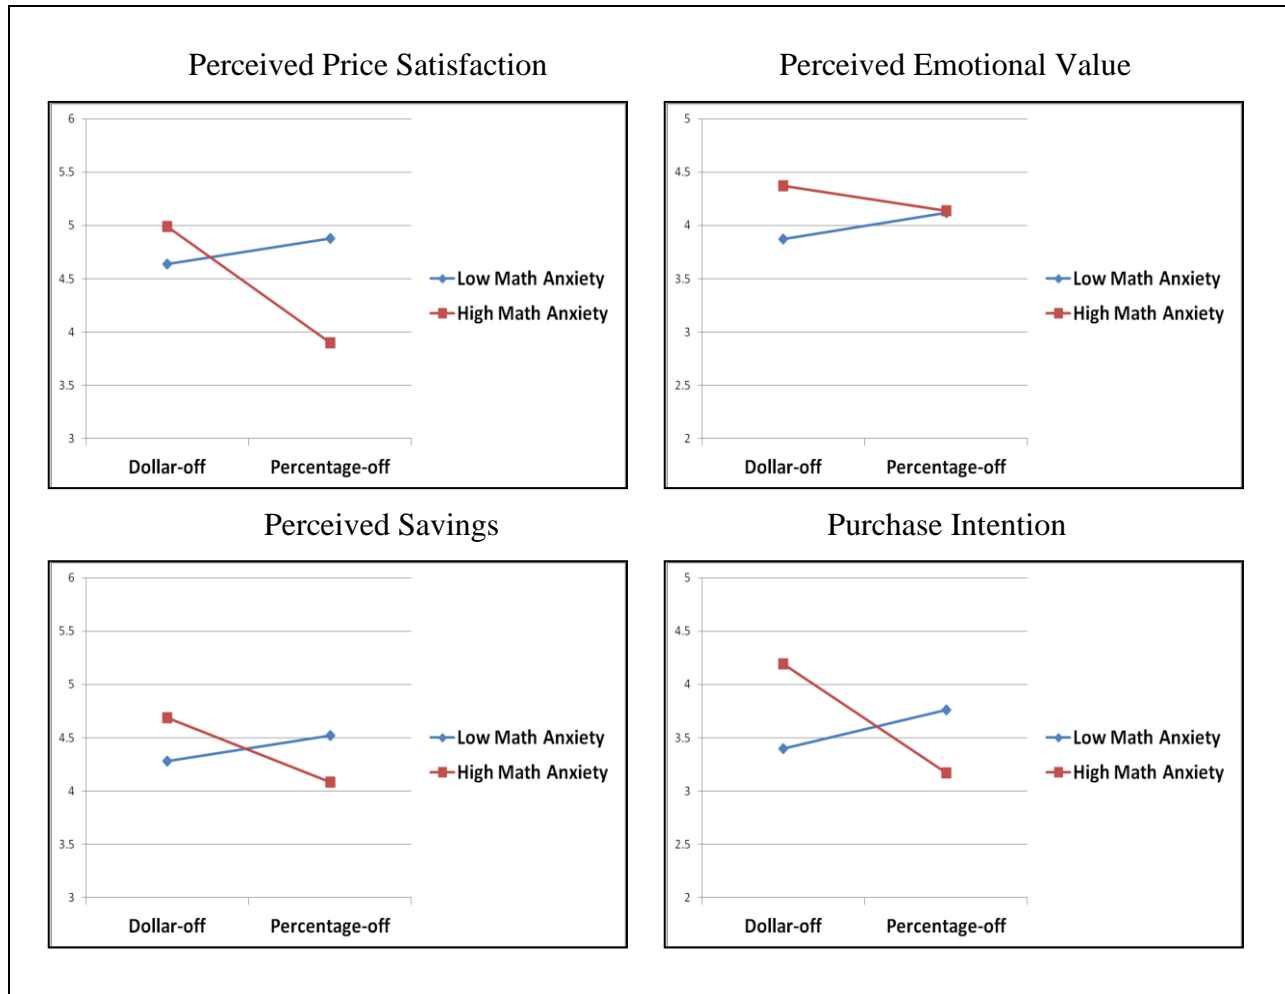 Perceived Price Satisfaction
6
5.5
5
4.5
4
3.5
3
Dollar-off Percentage-off
Low Math Anxiety
High Math Anxiety
Perceived Emotional Value
5
4.5
4
3.5
3
2.5
2
Dollar-off Percentage-off
Low Math Anxiety
High Math Anxiety
Perceived Savings
6
5.5
5
4.5
4
3.5
3
Dollar-off Percentage-off
Low Math Anxiety
High Math Anxiety
Purchase Intention
5
4.5
4
3.5
3
2.5
2
Dollar-off Percentage-off
Low Math Anxiety
High Math Anxiety